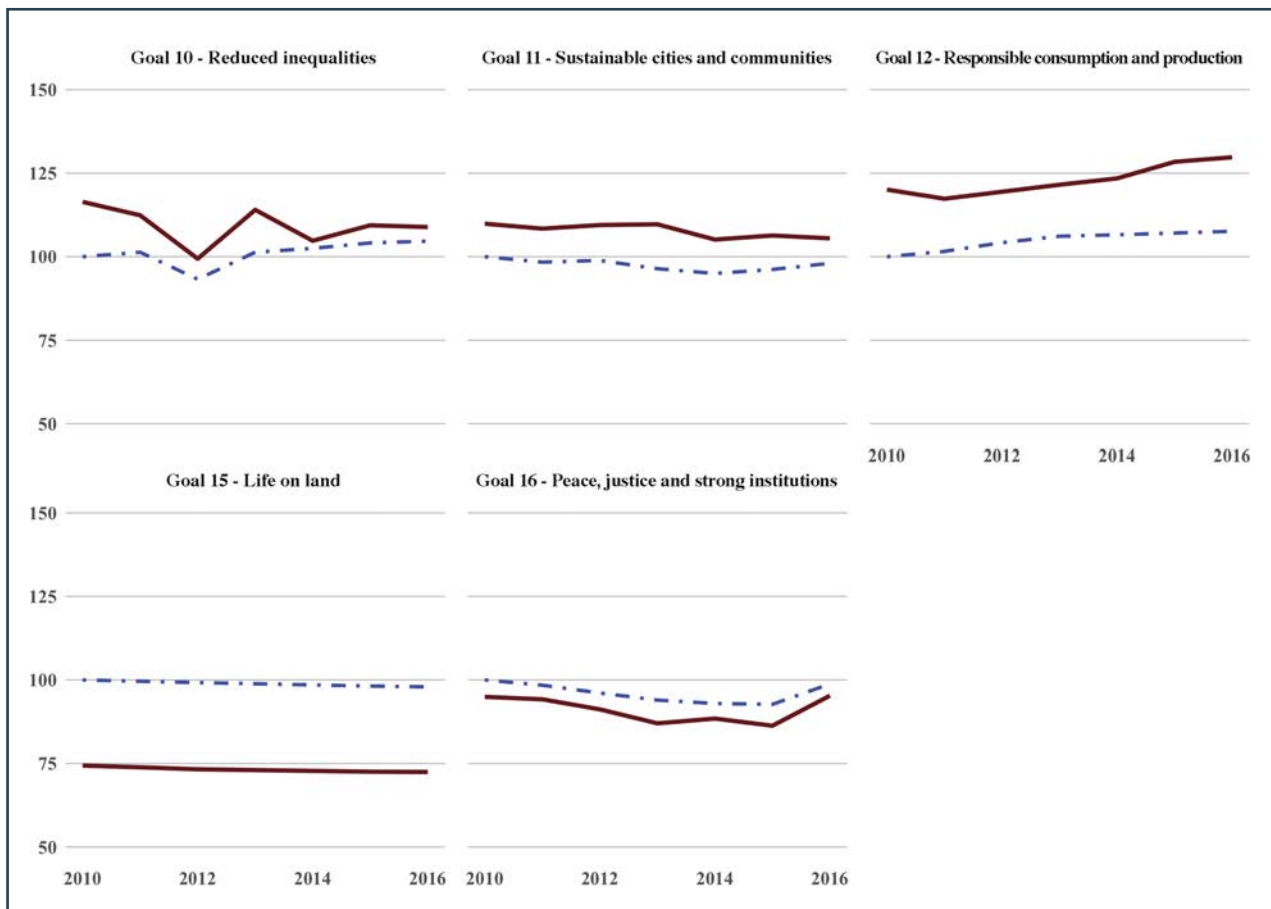 Goal 10 - Reduced inequalities
Goal 11 - Sustainable cities and communities
Goal 12 - Responsible consumption and production
150
125
100
75
50
2010 2012 2014 2016
Goal 15 - Life on land
Goal 16 - Peace, justice and strong institutions
150
125
100
75
50
2010 2012 2014 2016
2010 2012 2014 2016